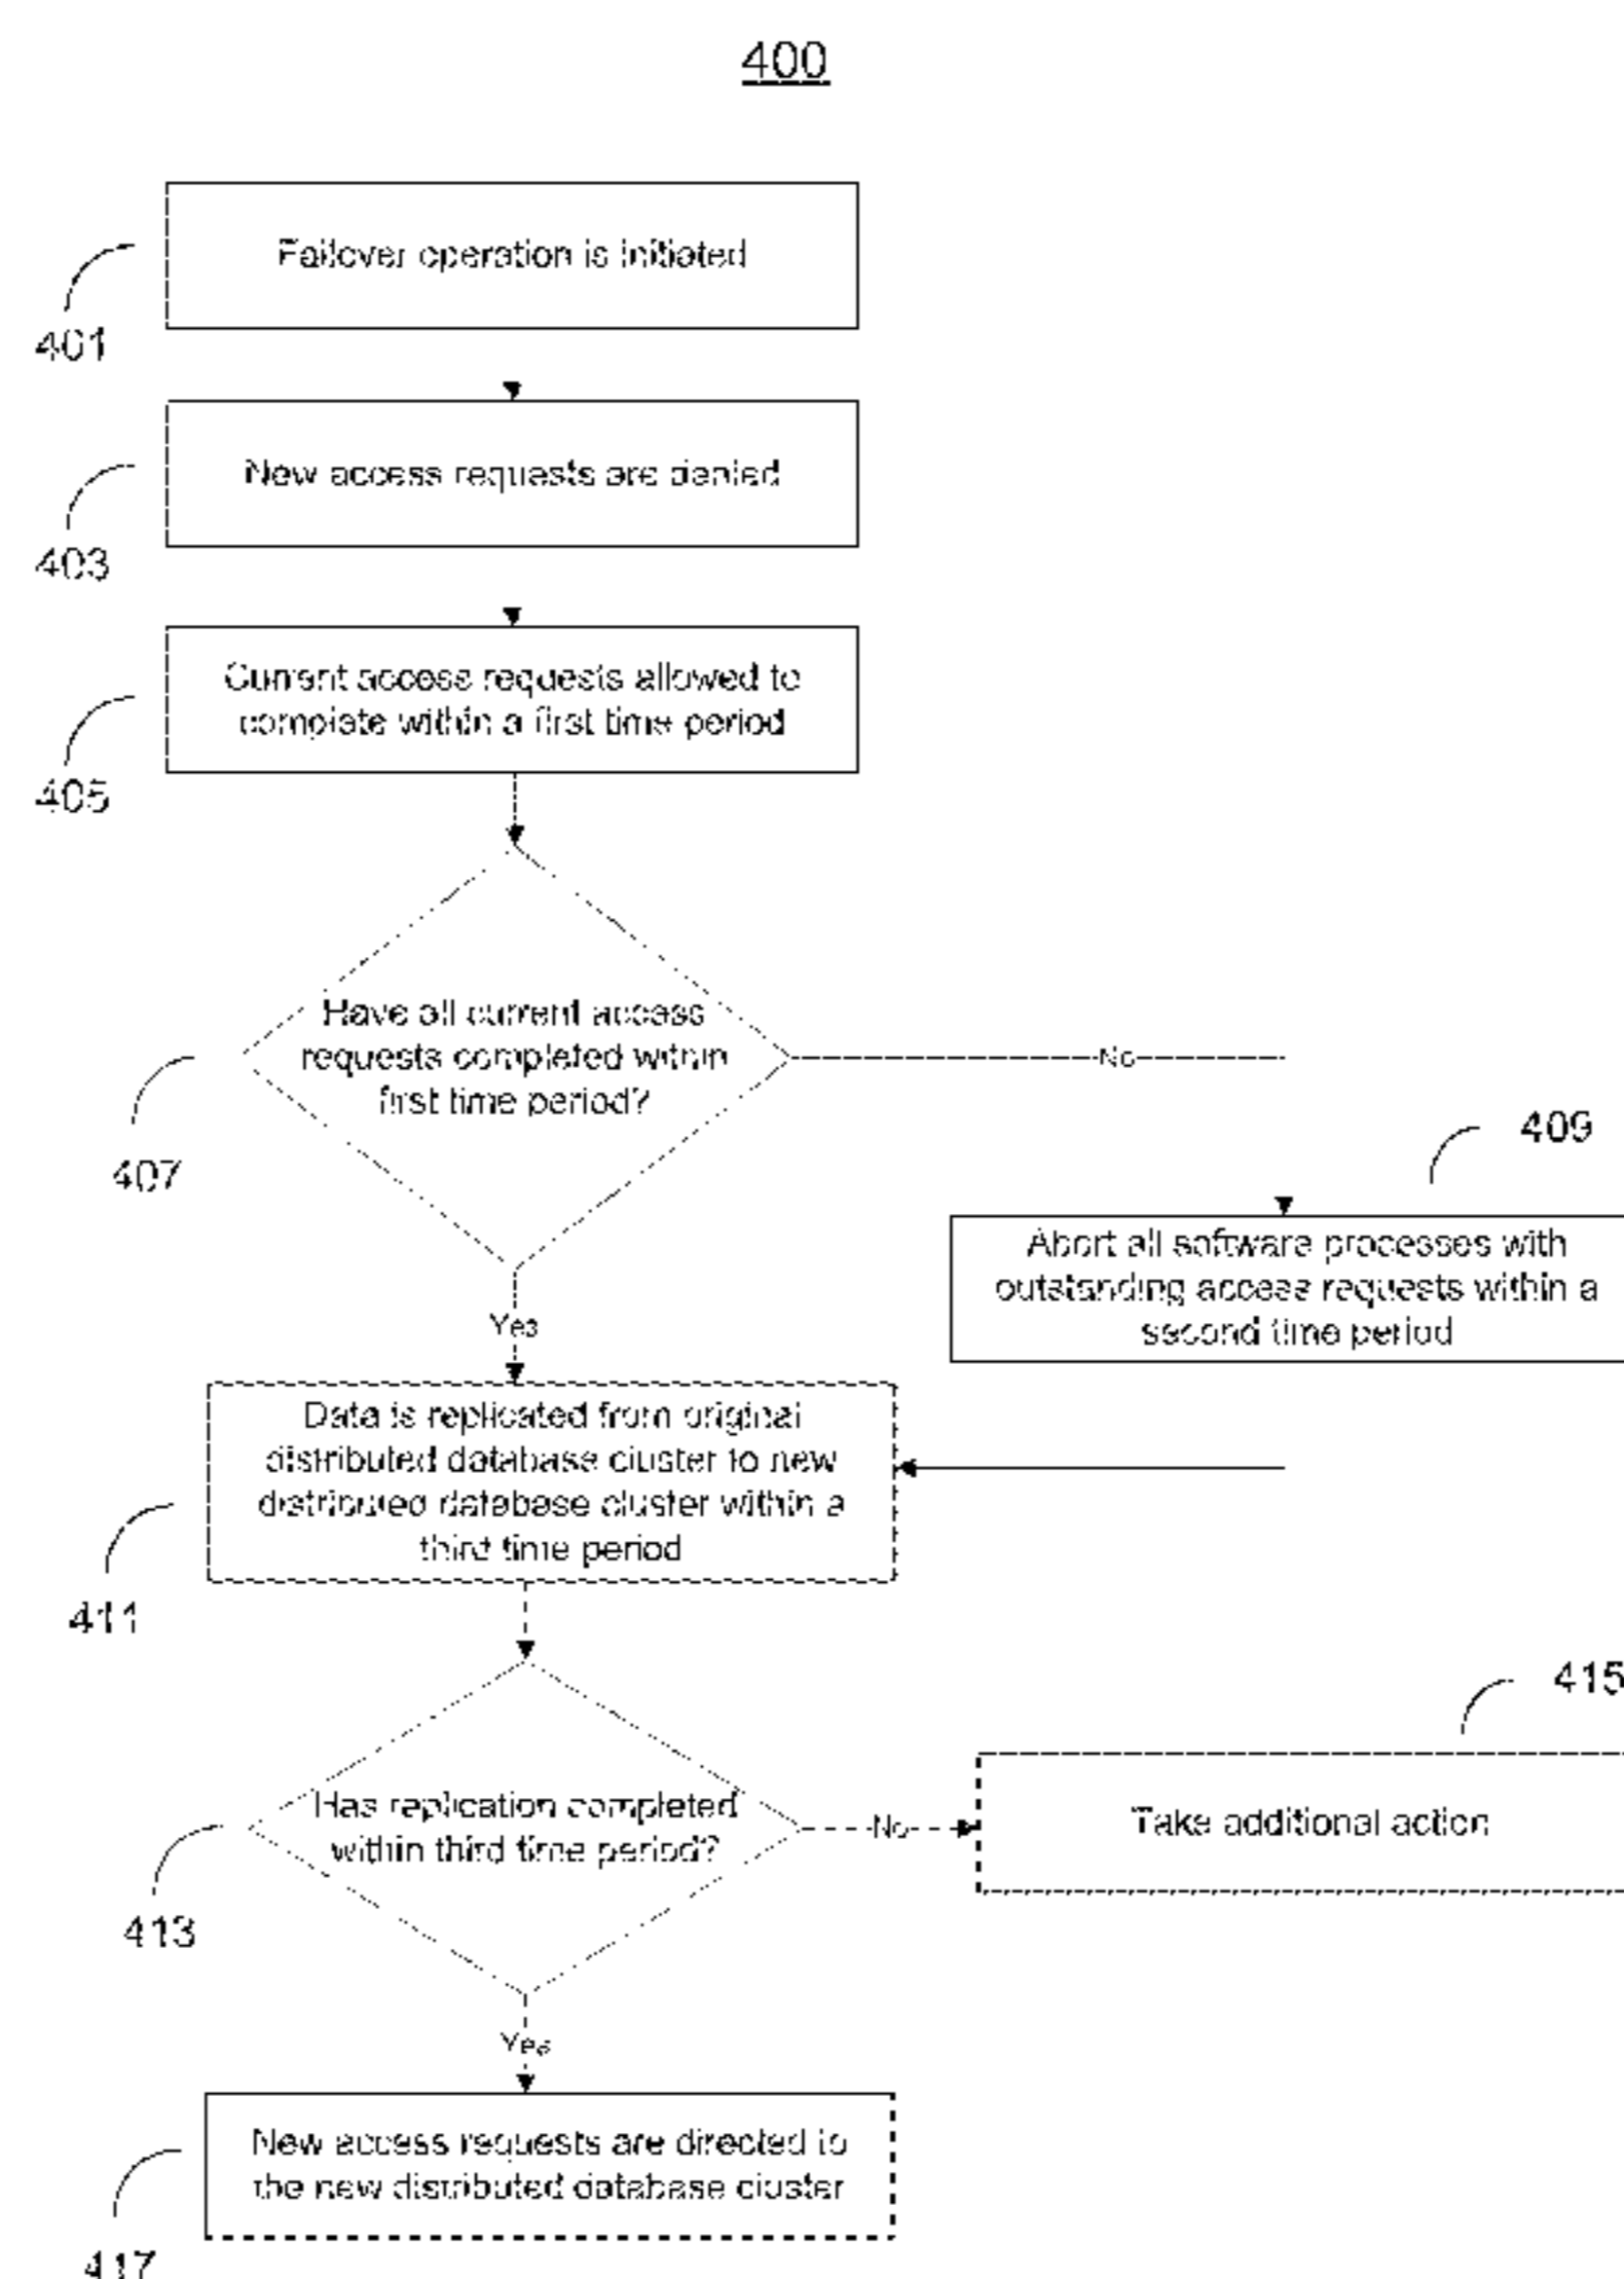 400
Failover operation is initiated
401
New access requests are denied
403
Current access requests allowed to
complete within a first time period
405
Have all current access
requests completed within
first time period?
No
407
409
Abort all software processes with
outstanding access requests within a
second time period
Yes
Data is replicated from original
distributed database cluster to new
distributed database cluster within a
third time period
411
415
Has replication completed
within third time period?
No
Take additional action
413
Yes
New access requests are directed to
the new distributed database cluster
417